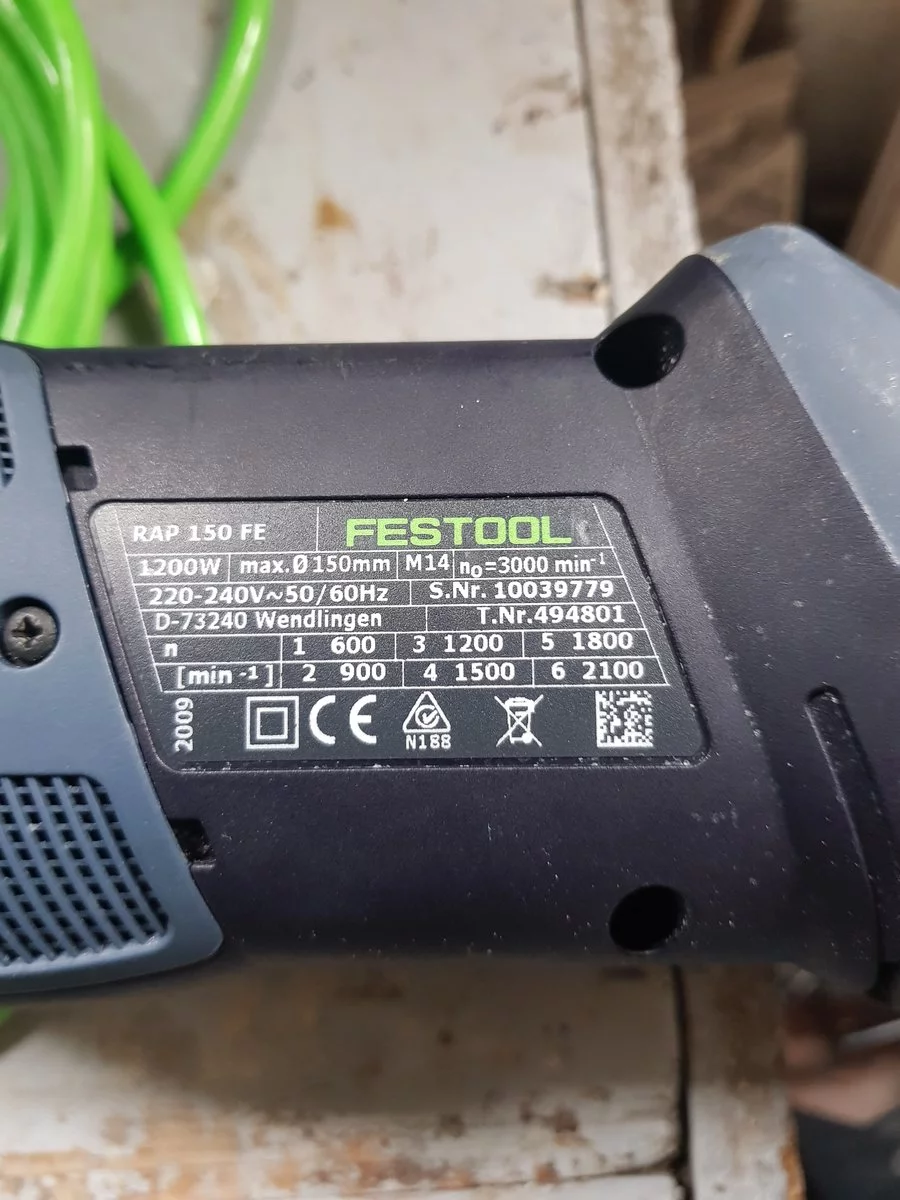 RAP 150 FE FESTOOL
1200W max.Ø150mm M14 n₀=3000 min⁻¹
220-240V~50/60Hz S.Nr. 10039779
D-73240 Wendlingen T.Nr.494801
n 1 600 3 1200 5 1800
[min⁻¹] 2 900 4 1500 6 2100
2009 CE N188